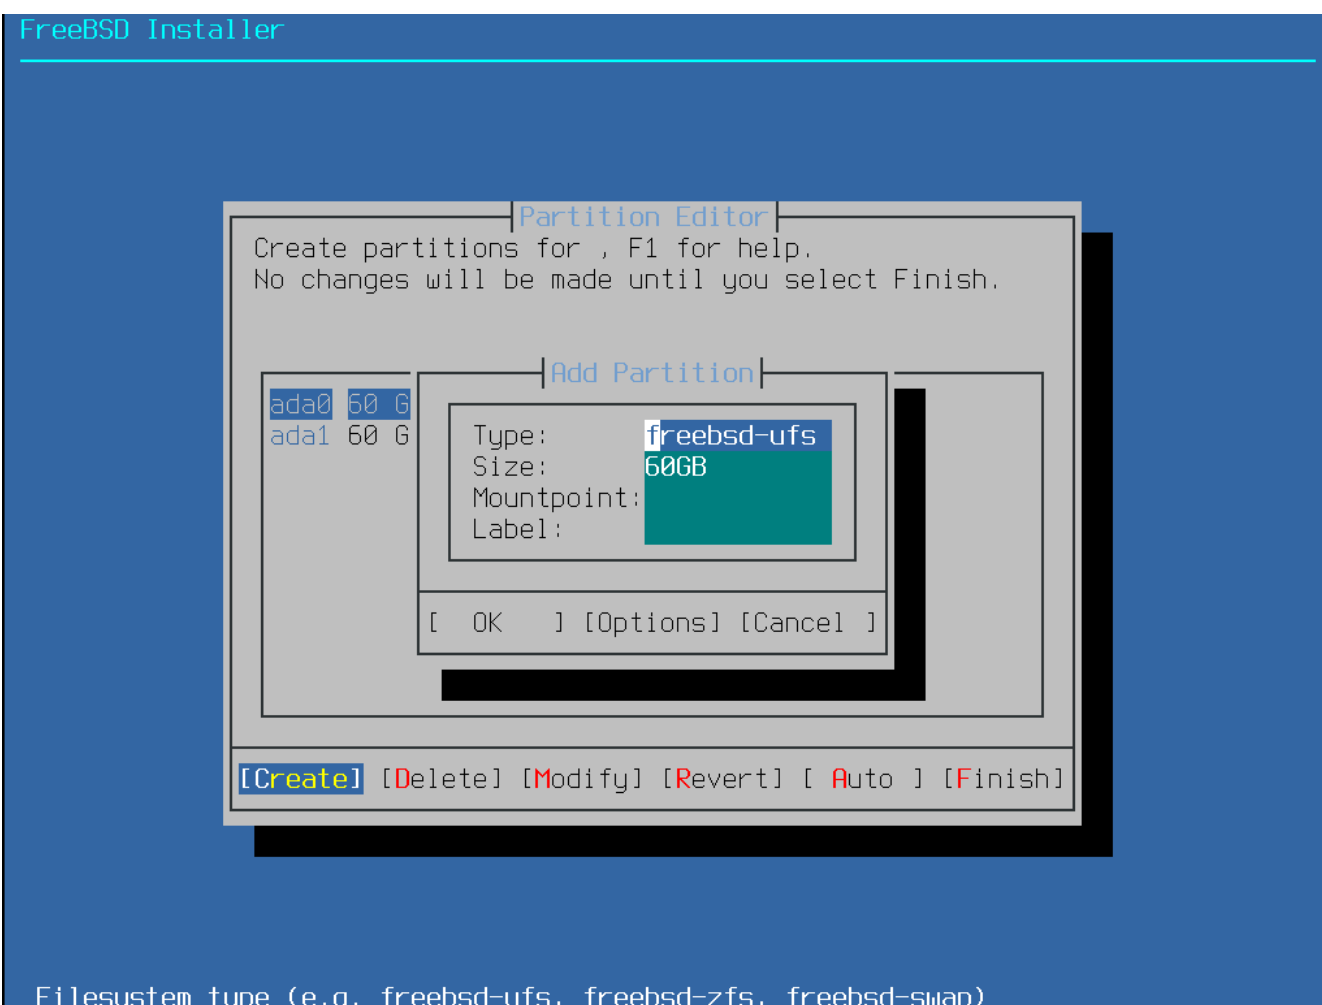 FreeBSD Installer
Partition Editor
Create partitions for , F1 for help.
No changes will be made until you select Finish.
Add Partition
ada0 60 G
ada1 60 G
Type: freebsd-ufs
Size: 60GB
Mountpoint:
Label:
[ OK ] [Options] [Cancel ]
[Create] [Delete] [Modify] [Revert] [ Auto ] [Finish]
Filesystem type (e.g. freebsd-ufs, freebsd-zfs, freebsd-swap)